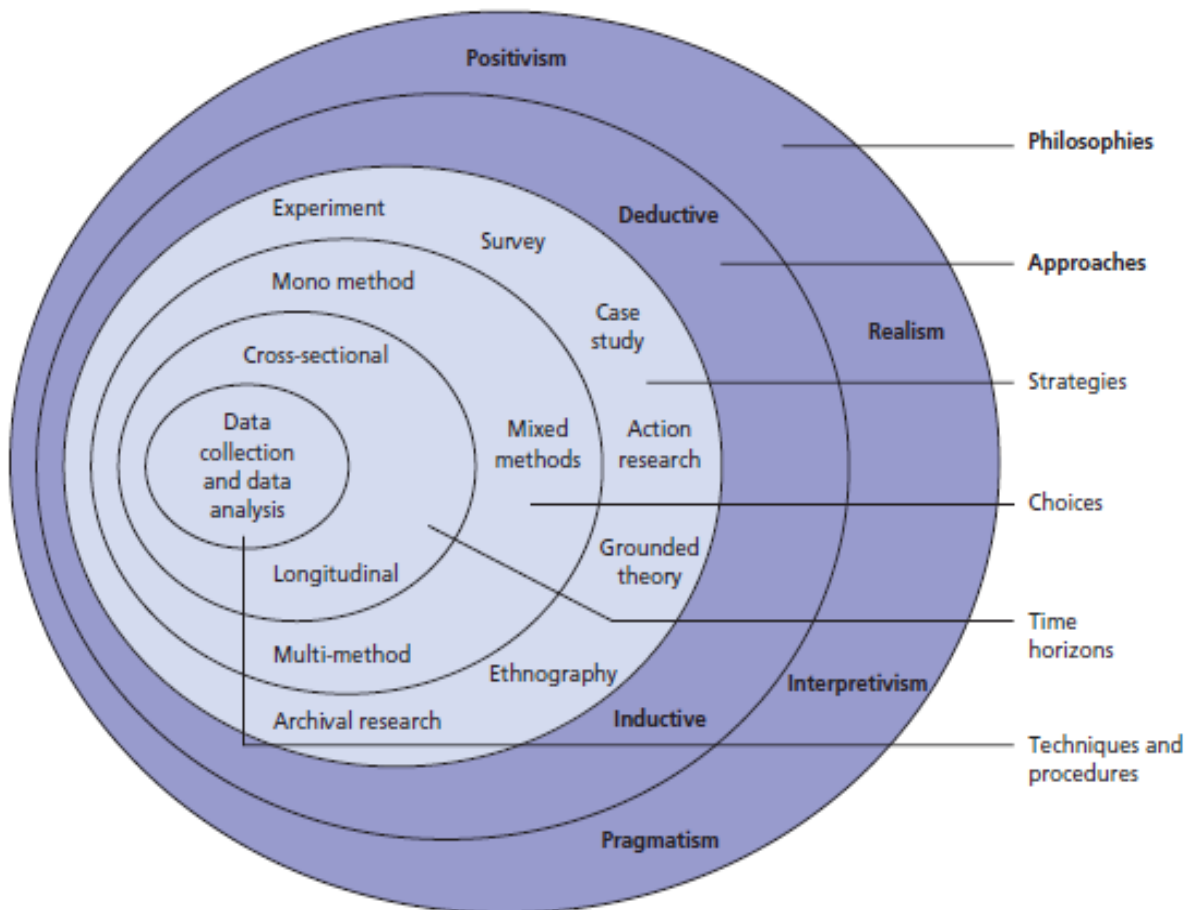 Positivism
Philosophies
Experiment
Deductive
Survey
Approaches
Mono method
Case
study
Realism
Cross-sectional
Strategies
Data
collection
and data
analysis
Mixed
methods
Action
research
Choices
Grounded
theory
Longitudinal
Time
horizons
Multi-method
Ethnography
Interpretivism
Archival research
Inductive
Techniques and
procedures
Pragmatism